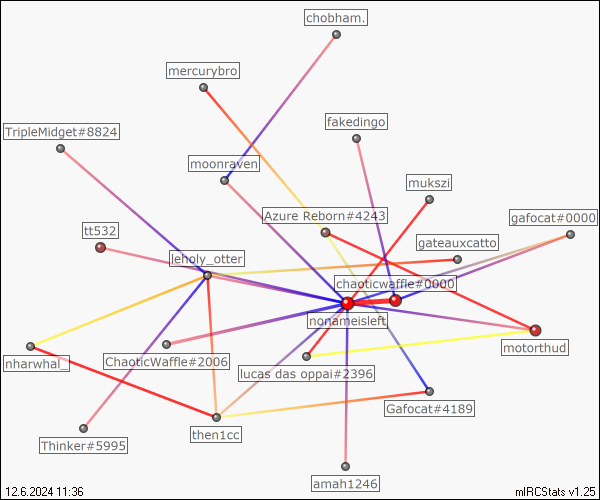 chobham.
mercurybro
fakedingo
TripleMidget#8824
moonraven
mukszi
Azure Reborn#4243
gafocat#0000
tt532
gateauxcatto
leholy_otter
chaoticwaffle#0000
nonameisleft
motorthud
nharwhal_
ChaoticWaffle#2006
lucas das oppai#2396
Gafocat#4189
then1cc
Thinker#5995
amah1246
12.6.2024 11:36
mIRCStats v1.25